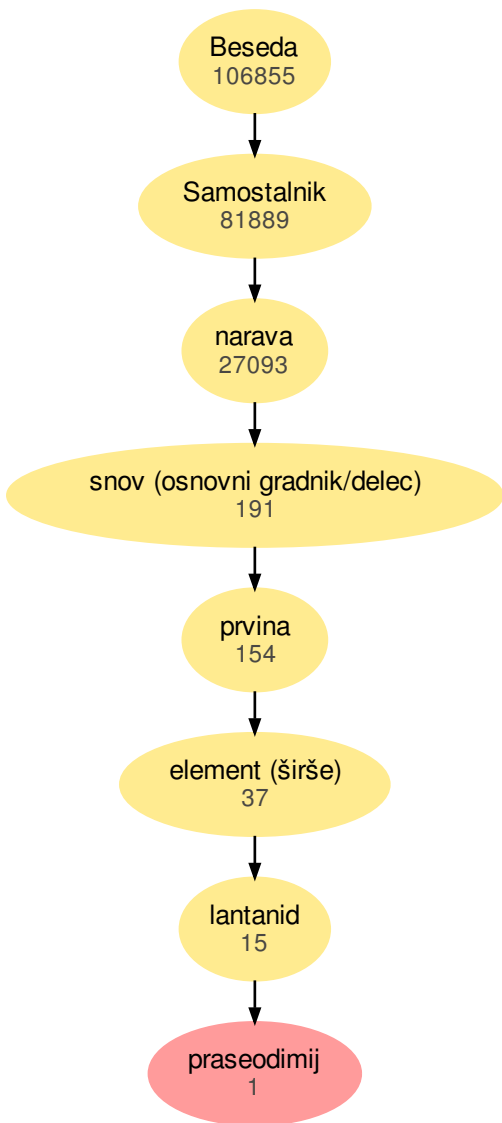 Beseda
106855
Samostalnik
81889
narava
27093
snov (osnovni gradnik/delec)
191
prvina
154
element (širše)
37
lantanid
15
praseodimij
1